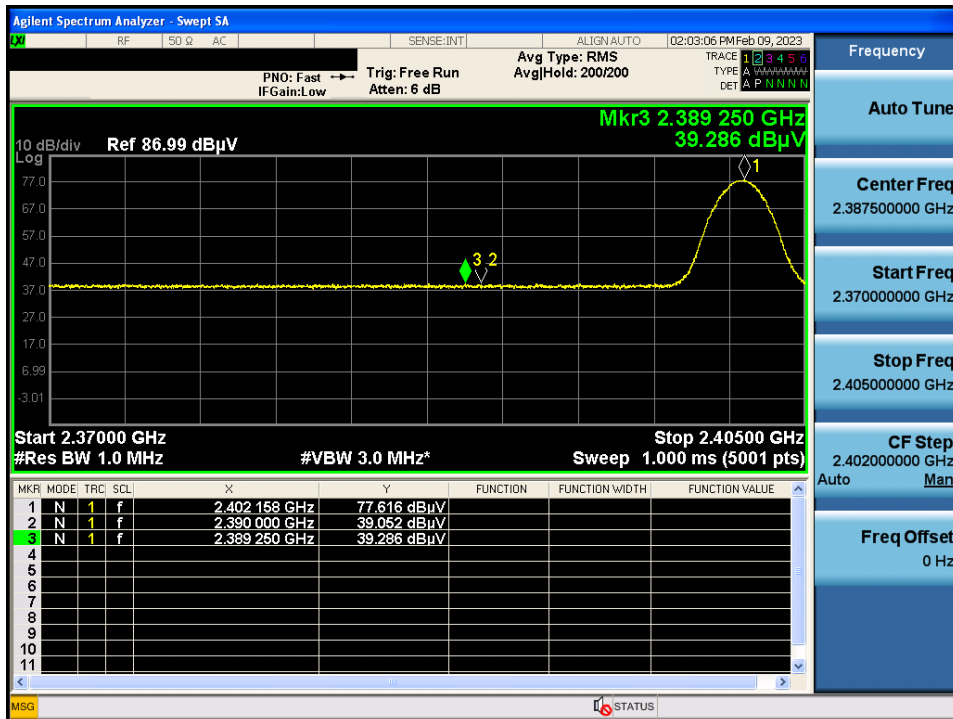 Agilent Spectrum Analyzer - Swept SA
LXI RF 50 Ω AC SENSE:INT ALIGN AUTO 02:03:06 PM Feb 09, 2023
PNO: Fast
IFGain:Low
Trig: Free Run
Atten: 6 dB
Avg Type: RMS
Avg|Hold: 200/200
TRACE 1 2 3 4 5 6
TYPE A WWWWW
DET A P N N N N
Mkr3 2.389 250 GHz
39.286 dBµV
10 dB/div Ref 86.99 dBµV
Log
77.0
67.0
57.0
47.0
37.0
27.0
17.0
6.99
-3.01
1
3 2
Start 2.37000 GHz Stop 2.40500 GHz
#Res BW 1.0 MHz #VBW 3.0 MHz* Sweep 1.000 ms (5001 pts)
MKR MODE TRC SCL X Y FUNCTION FUNCTION WIDTH FUNCTION VALUE
1 N 1 f 2.402 158 GHz 77.616 dBµV
2 N 1 f 2.390 000 GHz 39.052 dBµV
3 N 1 f 2.389 250 GHz 39.286 dBµV
4
5
6
7
8
9
10
11
MSG STATUS
Frequency
Auto Tune
Center Freq
2.387500000 GHz
Start Freq
2.370000000 GHz
Stop Freq
2.405000000 GHz
CF Step
2.402000000 GHz
Auto Man
Freq Offset
0 Hz